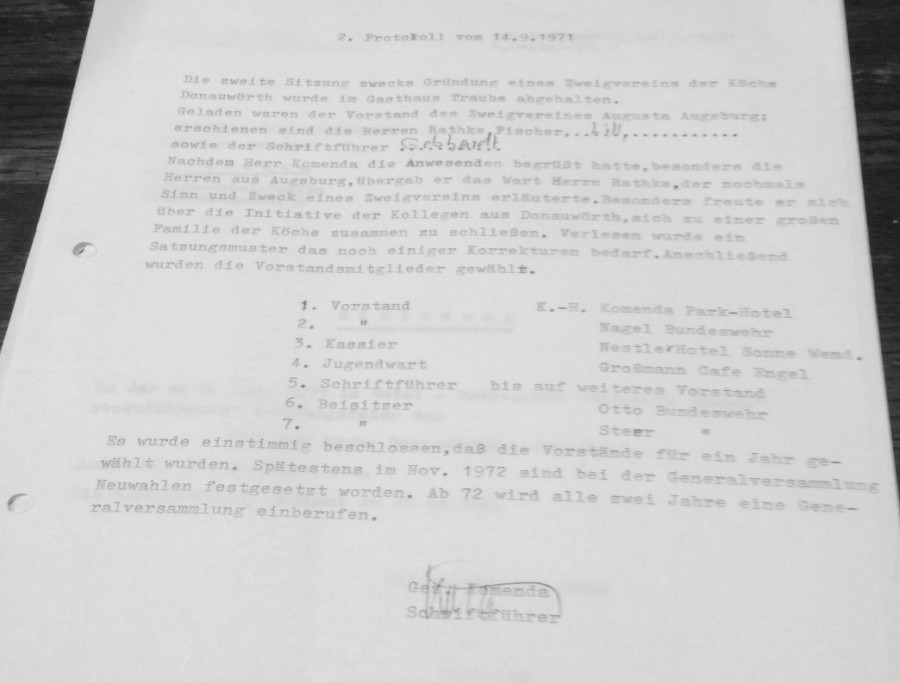 2. Protokoll vom 14.9.1971
Die zweite Sitzung zwecks Gründung eines Zweigvereins der Köche
Donauwörth wurde im Gasthaus Traube abgehalten.
Geladen waren der Vorstand des Zweigvereines Augusta Augsburg;
erschienen sind die Herren Rathke, Fischer,.. ,............
sowie der Schriftführer
Nachdem Herr Komenda die Anwesenden begrüßt hatte,besonders die
Herren aus Augsburg,übergab er das Wort Herrn Rathke,der nochmals
Sinn und Zweck eines Zweigvereins erläuterte.Besonders freute er sich
über die Initiative der Kollegen aus Donauwörth,sich zu einer großen
Familie der Köche zusammen zu schließen. Verlesen wurde ein
Satzungsmuster das noch einiger Korrekturen bedarf.Anschließend
wurden die Vorstandsmitglieder gewählt.
1. Vorstand K.-H. Komenda Park-Hotel
2. " Nagel Bundeswehr
3. Kassier Nestle Hotel Sonne Wemd.
4. Jugendwart Großmann Cafe Engel
5. Schriftführer bis auf weiteres Vorstand
6. Beisitzer Otto Bundeswehr
7. " Steer "
Es wurde einstimmig beschlossen,daß die Vorstände für ein Jahr ge-
wählt wurden. Spätestens im Nov. 1972 sind bei der Generalversammlung
Neuwahlen festgesetzt worden. Ab 72 wird alle zwei Jahre eine Gene-
ralversammlung einberufen.
Gez. Komenda
Schriftführer